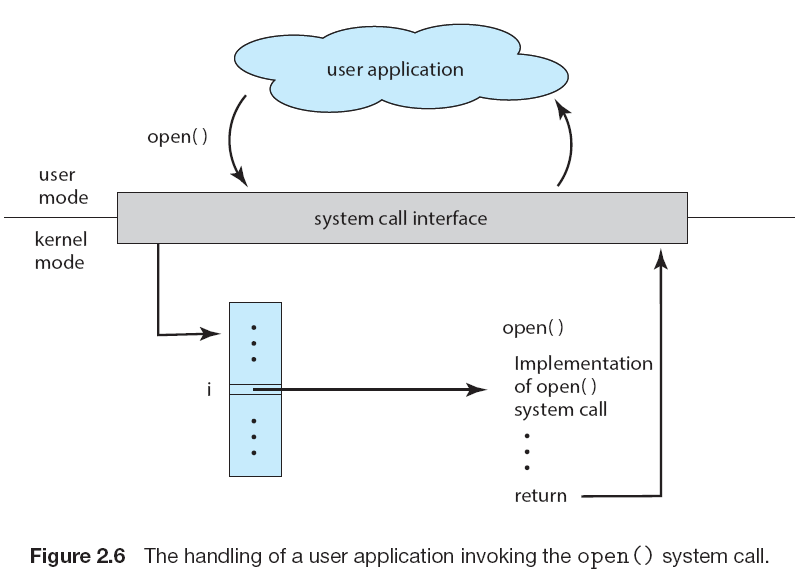 user application
open( )
user
mode
system call interface
kernel
mode
open( )
i
Implementation
of open( )
system call
return
Figure 2.6 The handling of a user application invoking the open() system call.